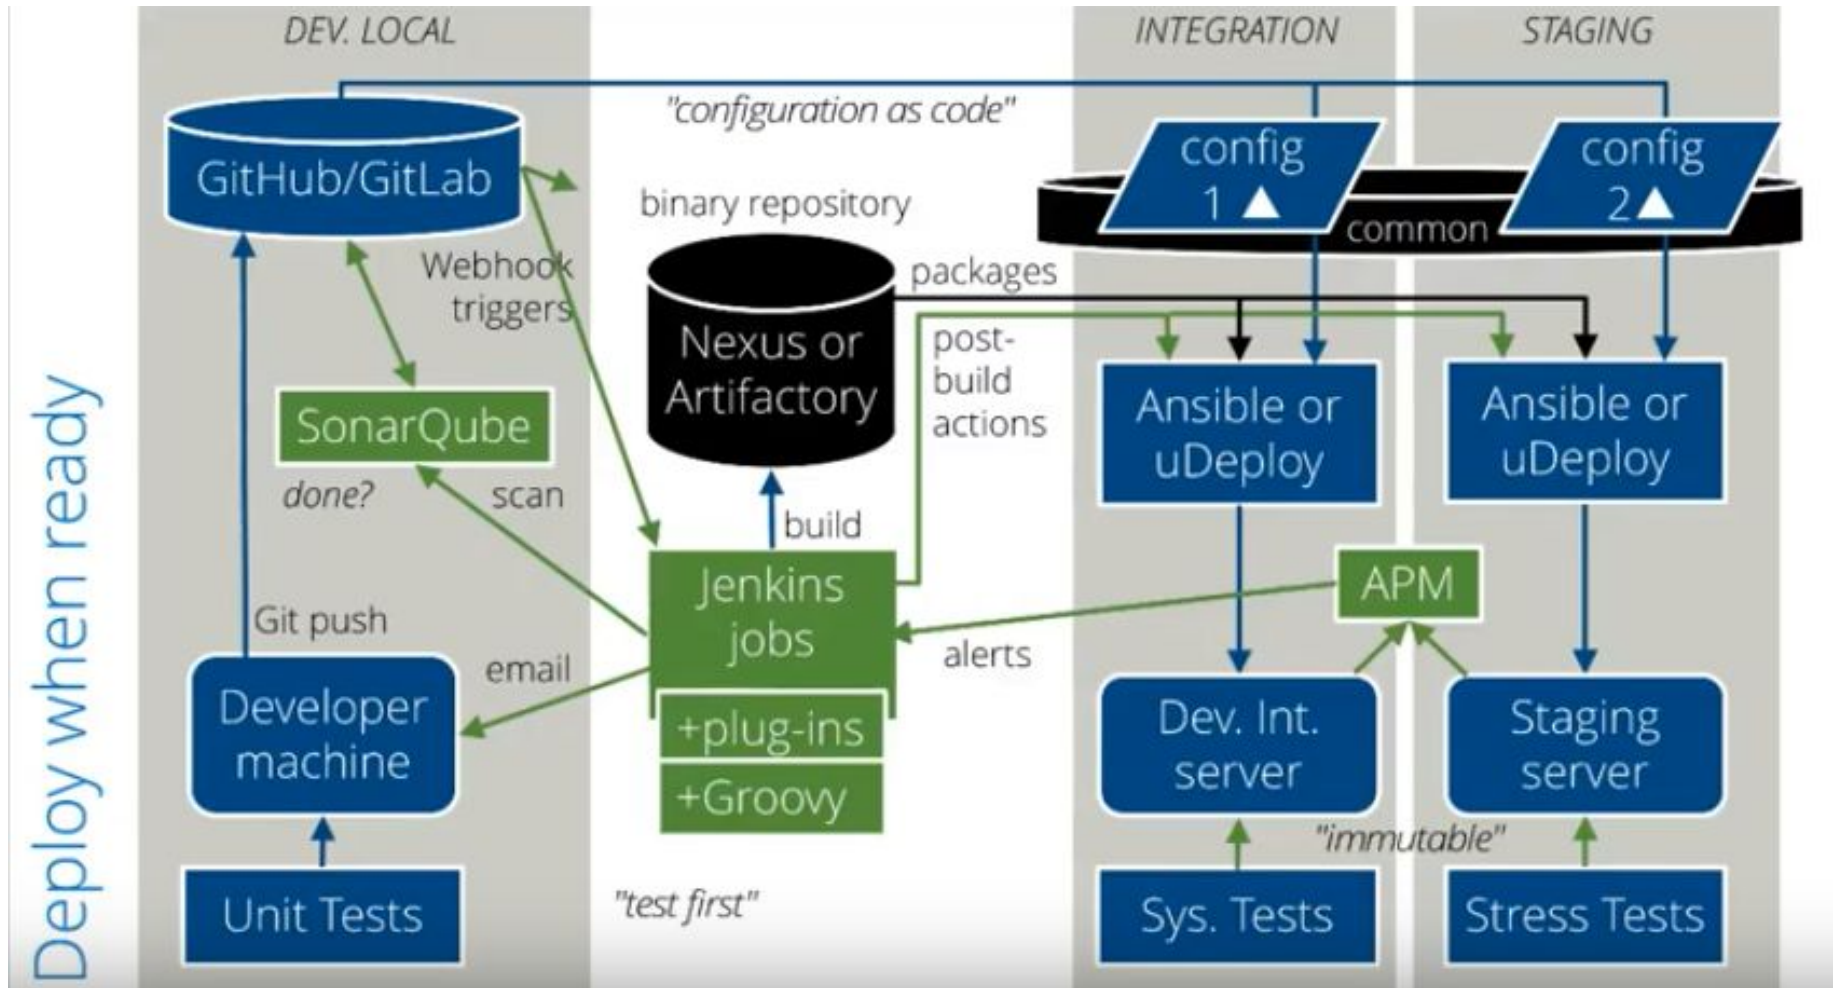 Deploy when ready
DEV. LOCAL
INTEGRATION
STAGING
"configuration as code"
GitHub/GitLab
config
1
config
2
common
binary repository
Webhook
triggers
packages
Nexus or
Artifactory
post-
build
actions
Ansible or
uDeploy
Ansible or
uDeploy
SonarQube
done?
scan
build
Jenkins
jobs
+plug-ins
+Groovy
APM
alerts
Git push
email
Developer
machine
Dev. Int.
server
Staging
server
"immutable"
Unit Tests
"test first"
Sys. Tests
Stress Tests